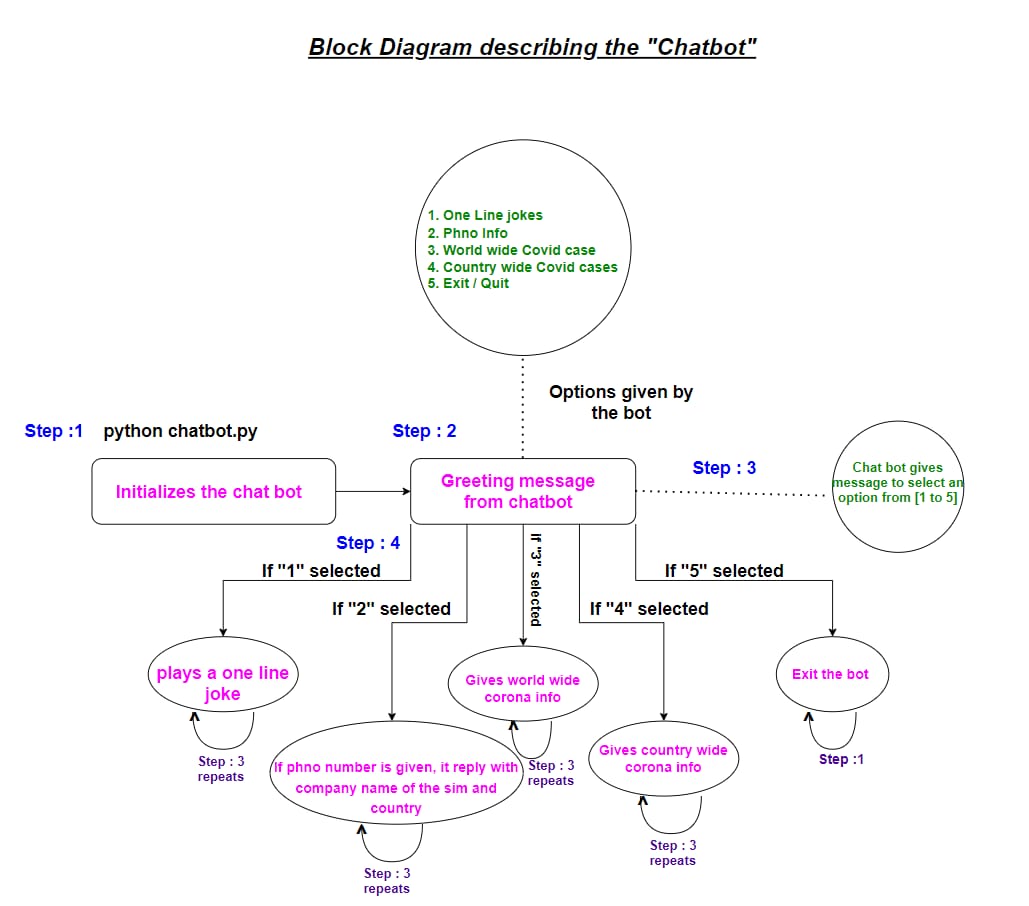 Block Diagram describing the "Chatbot"
1. One Line jokes
2. Phno Info
3. World wide Covid case
4. Country wide Covid cases
5. Exit / Quit
Options given by
the bot
Step :1 python chatbot.py
Step : 2
Initializes the chat bot
Greeting message
from chatbot
Step : 3
Chat bot gives
message to select an
option from [1 to 5]
Step : 4
If "1" selected
If "2" selected
If "3" selected
If "4" selected
If "5" selected
plays a one line
joke
Step : 3
repeats
If phno number is given, it reply with
company name of the sim and
country
Step : 3
repeats
Gives world wide
corona info
Step : 3
repeats
Gives country wide
corona info
Step : 3
repeats
Exit the bot
Step :1